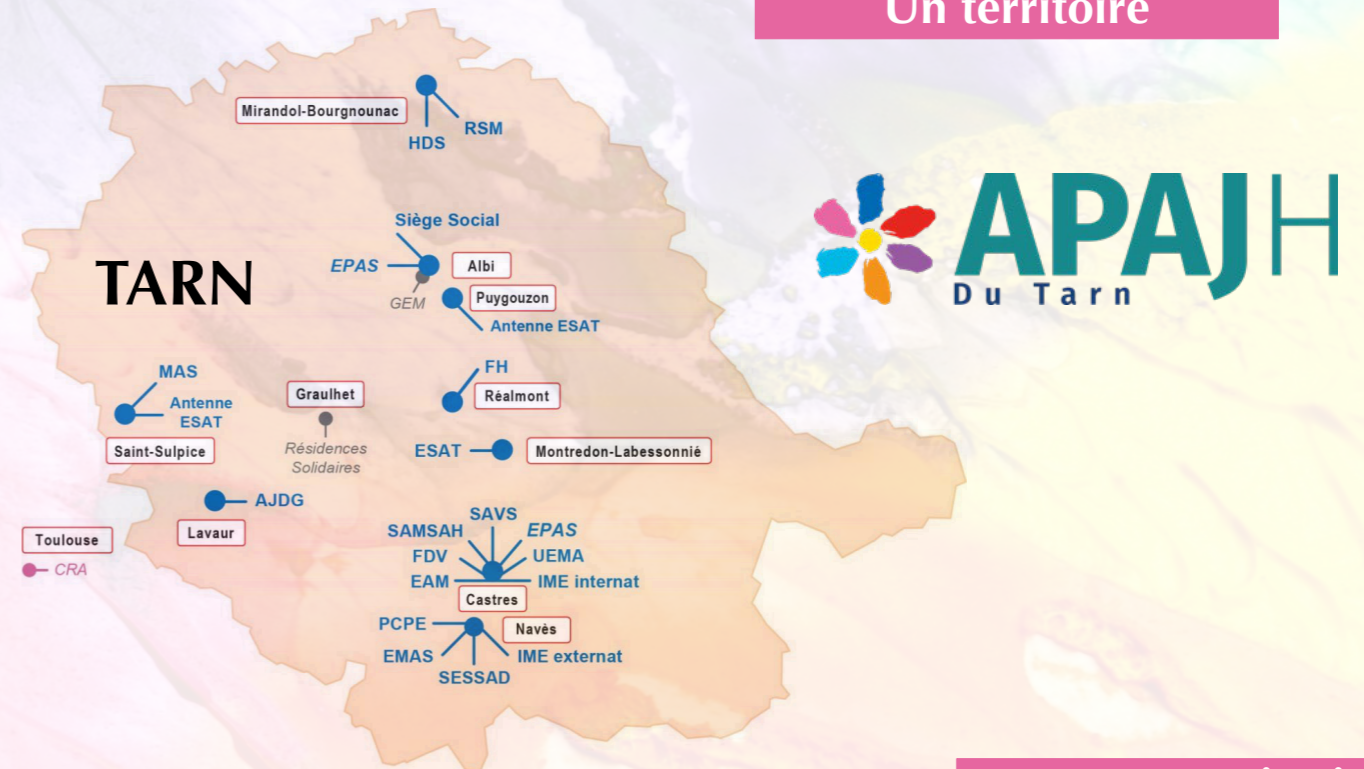 Un territoire
Mirandol-Bourgnounac
RSM
HDS
APAJH
Du Tarn
Siège Social
TARN
EPAS
Albi
GEM
Puygouzon
Antenne ESAT
MAS
FH
Antenne
ESAT
Graulhet
Réalmont
Saint-Sulpice
Résidences
Solidaires
ESAT
Montredon-Labessonnié
AJDG
Lavaur
Toulouse
CRA
SAVS
SAMSAH
EPAS
FDV
UEMA
EAM
IME internat
Castres
PCPE
Navès
EMAS
IME externat
SESSAD